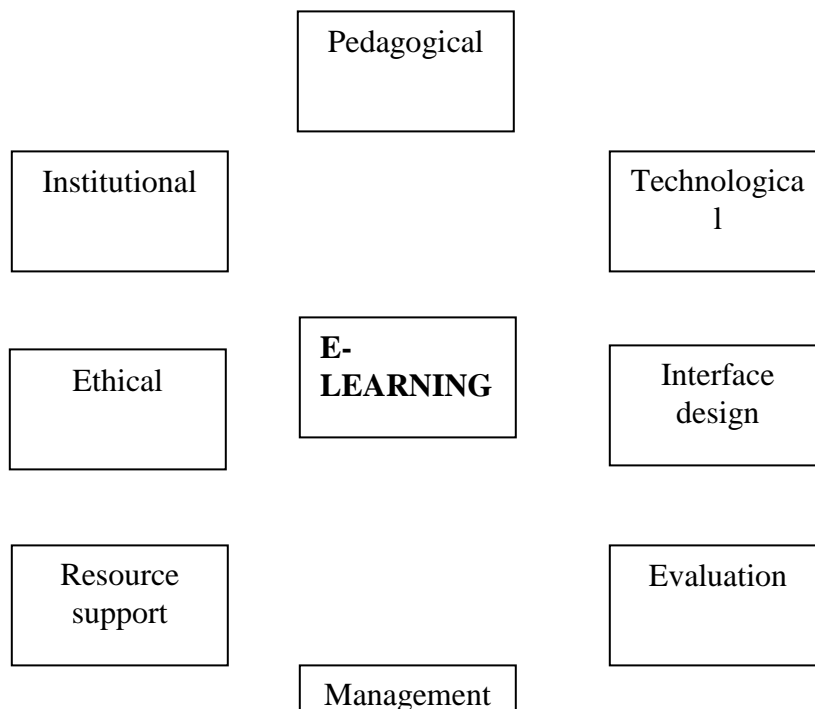 Pedagogical
Institutional
Technologica
l
E-
LEARNING
Ethical
Interface
design
Resource
support
Evaluation
Management